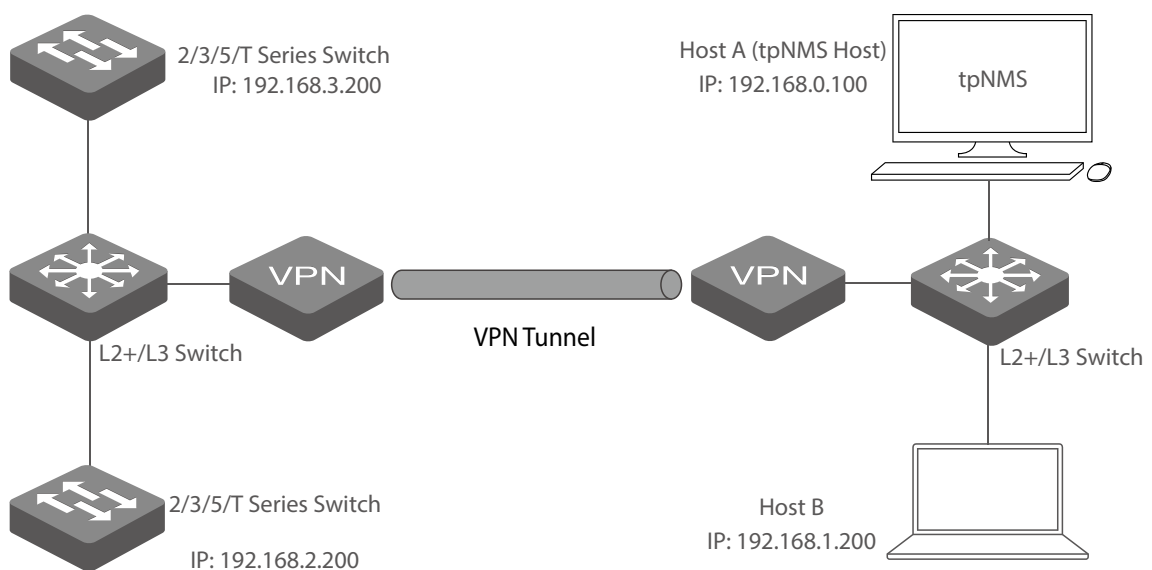 2/3/5/T Series Switch
IP: 192.168.3.200
Host A (tpNMS Host)
IP: 192.168.0.100
tpNMS
VPN
VPN
VPN Tunnel
L2+/L3 Switch
L2+/L3 Switch
2/3/5/T Series Switch
IP: 192.168.2.200
Host B
IP: 192.168.1.200